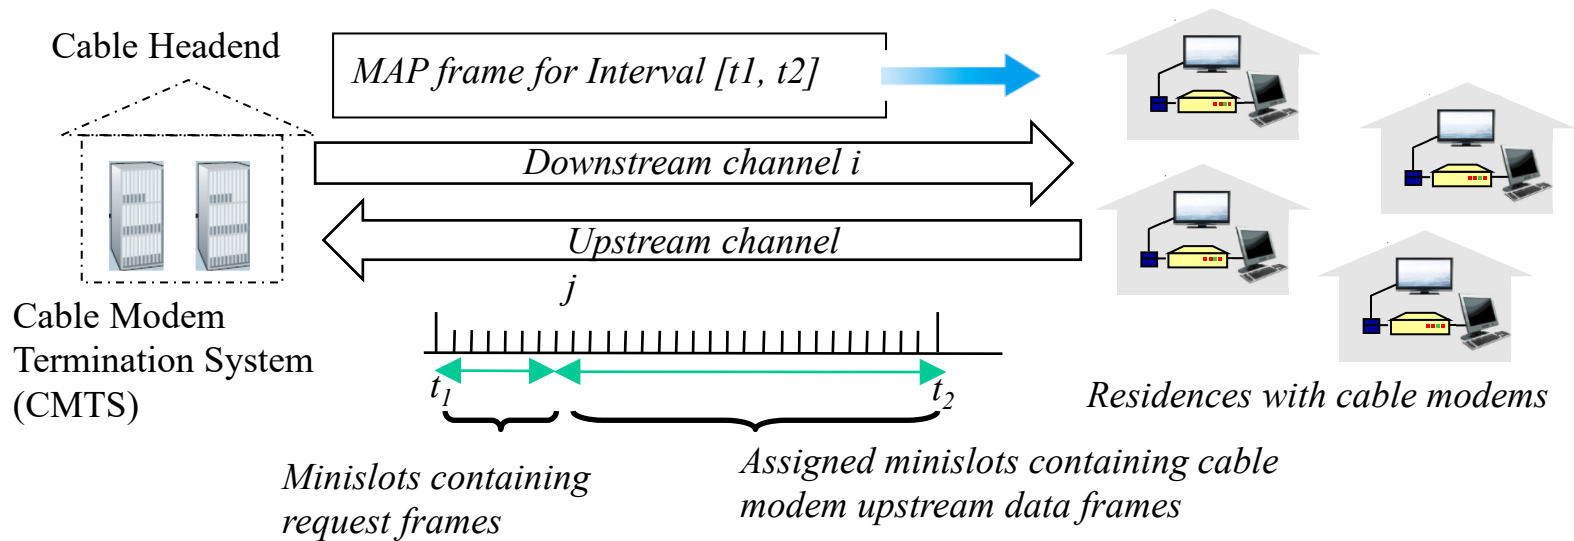 Cable Headend
MAP frame for Interval [t1, t2]
Downstream channel i
Upstream channel
j
t1
t2
Cable Modem
Termination System
(CMTS)
Residences with cable modems
Minislots containing
request frames
Assigned minislots containing cable
modem upstream data frames